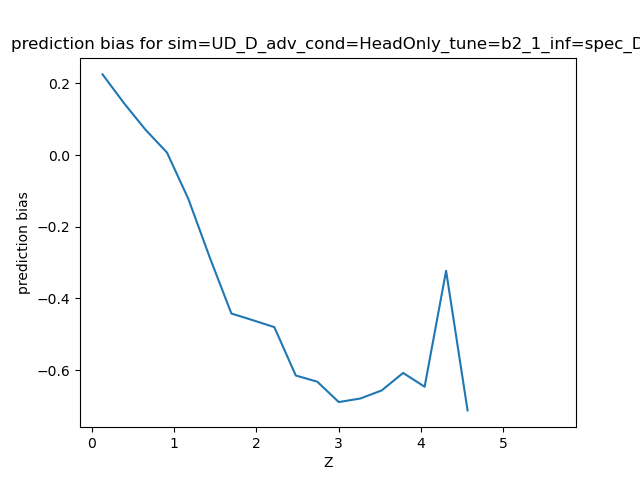 prediction bias for sim=UD_D_adv_cond=HeadOnly_tune=b2_1_inf=spec_D
0.2
0.0
−0.2
−0.4
−0.6
prediction bias
0 1 2 3 4 5
Z